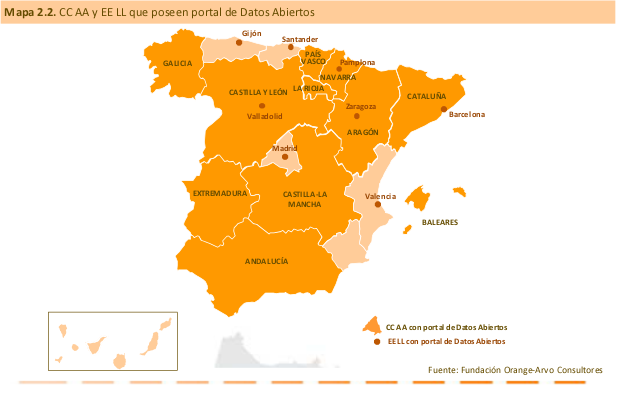 Mapa 2.2. CC AA y EE LL que poseen portal de Datos Abiertos
Gijón
Santander
GALICIA
PAÍS
VASCO
Pamplona
NAVARRA
LA RIOJA
CASTILLA Y LEÓN
CATALUÑA
Valladolid
Zaragoza
Barcelona
ARAGÓN
Madrid
EXTREMADURA
CASTILLA-LA
MANCHA
Valencia
BALEARES
ANDALUCÍA
CC AA con portal de Datos Abiertos
EE LL con portal de Datos Abiertos
Fuente: Fundación Orange-Arvo Consultores